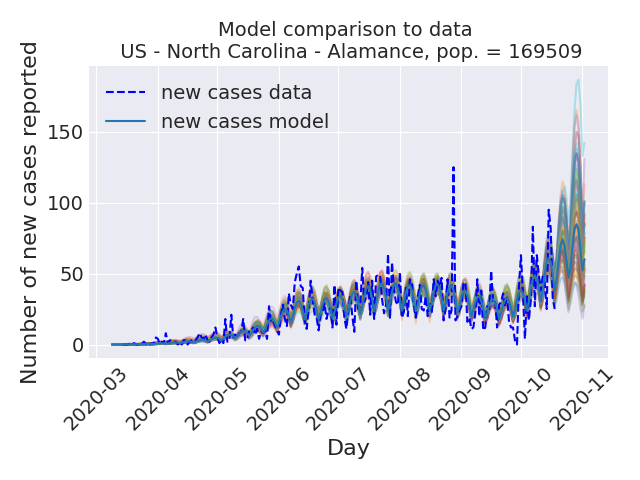 Model comparison to data
US - North Carolina - Alamance, pop. = 169509
Number of new cases reported
new cases data
new cases model
150
100
50
0
2020-03
2020-04
2020-05
2020-06
2020-07
2020-08
2020-09
2020-10
2020-11
Day